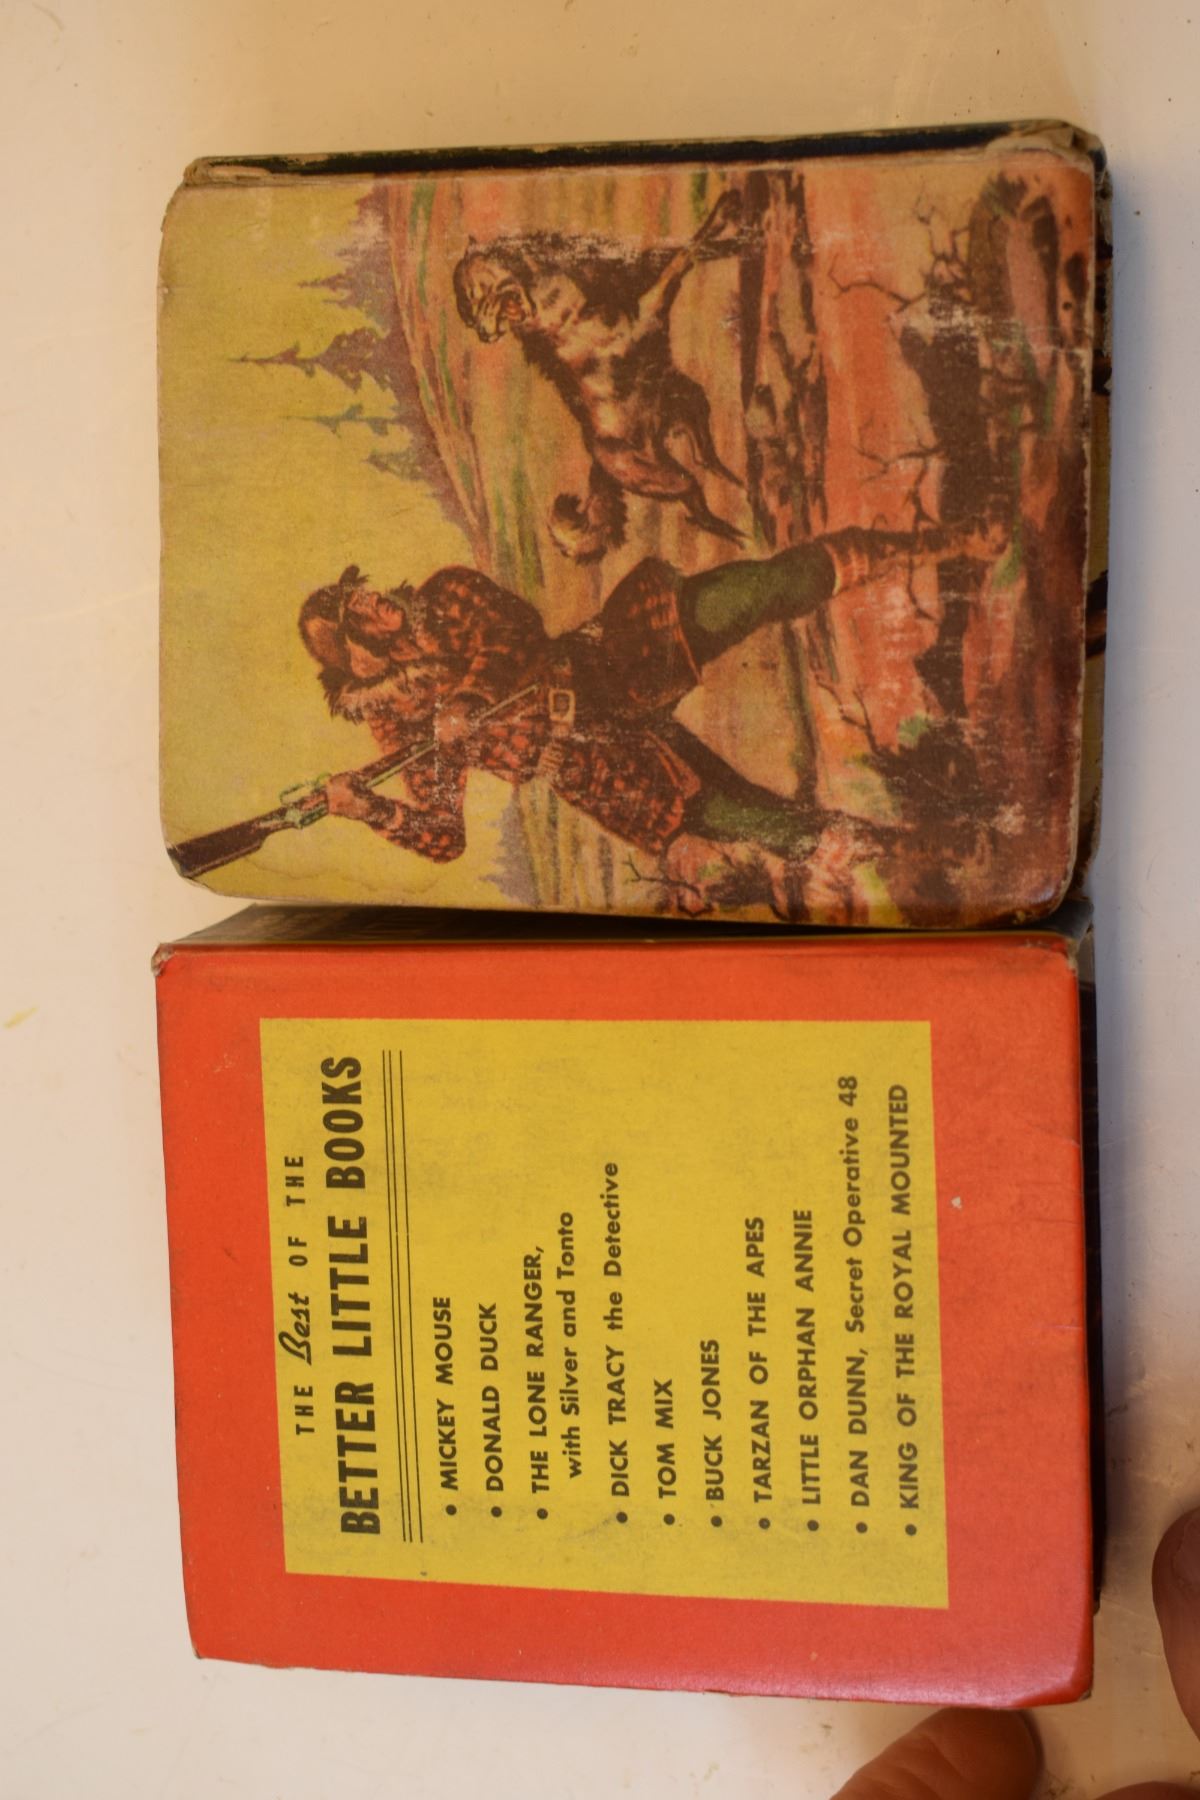 THE Best OF THE
BETTER LITTLE BOOKS
• MICKEY MOUSE
• DONALD DUCK
• THE LONE RANGER,
with Silver and Tonto
• DICK TRACY the Detective
• TOM MIX
• BUCK JONES
• TARZAN OF THE APES
• LITTLE ORPHAN ANNIE
• DAN DUNN, Secret Operative 48
• KING OF THE ROYAL MOUNTED